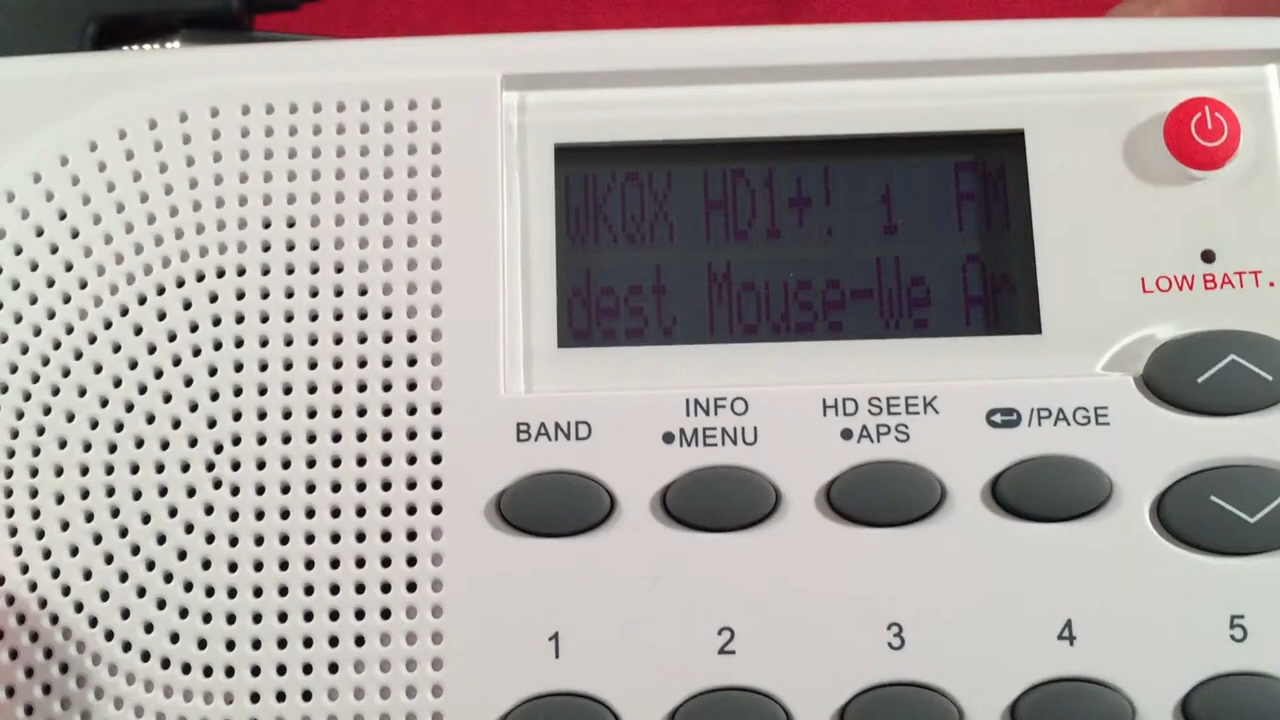 WKQX HD1+! 1 FM
dest Mouse-We Ar
LOW BATT.
BAND
INFO
●MENU
HD SEEK
●APS
/PAGE
1 2 3 4 5